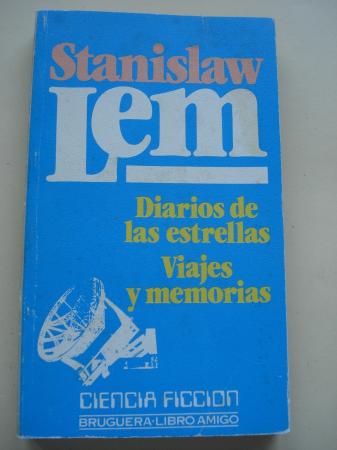 Stanislaw
Lem
Diarios de
las estrellas
Viajes
y memorias
CIENCIA FICCION
BRUGUERA·LIBRO AMIGO